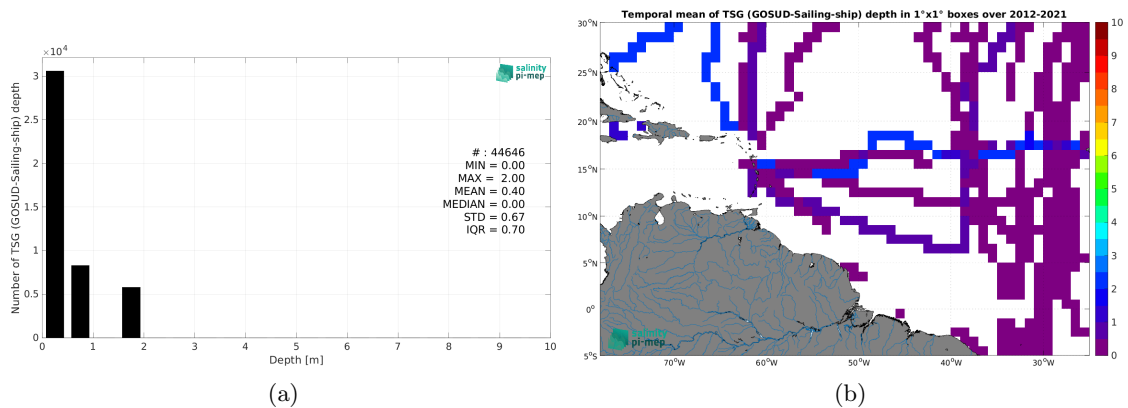 ×10⁴
3
2.5
2
1.5
1
0.5
0
Number of TSG (GOSUD-Sailing-ship) depth
salinity
pi-mep
# : 44646
MIN = 0.00
MAX = 2.00
MEAN = 0.40
MEDIAN = 0.00
STD = 0.67
IQR = 0.70
0 1 2 3 4 5 6 7 8 9 10
Depth [m]
(a)
Temporal mean of TSG (GOSUD-Sailing-ship) depth in 1°x1° boxes over 2012-2021
30°N
25°N
20°N
15°N
10°N
5°N
0°
5°S
salinity
pi-mep
70°W 60°W 50°W 40°W 30°W
10
9
8
7
6
5
4
3
2
1
0
(b)